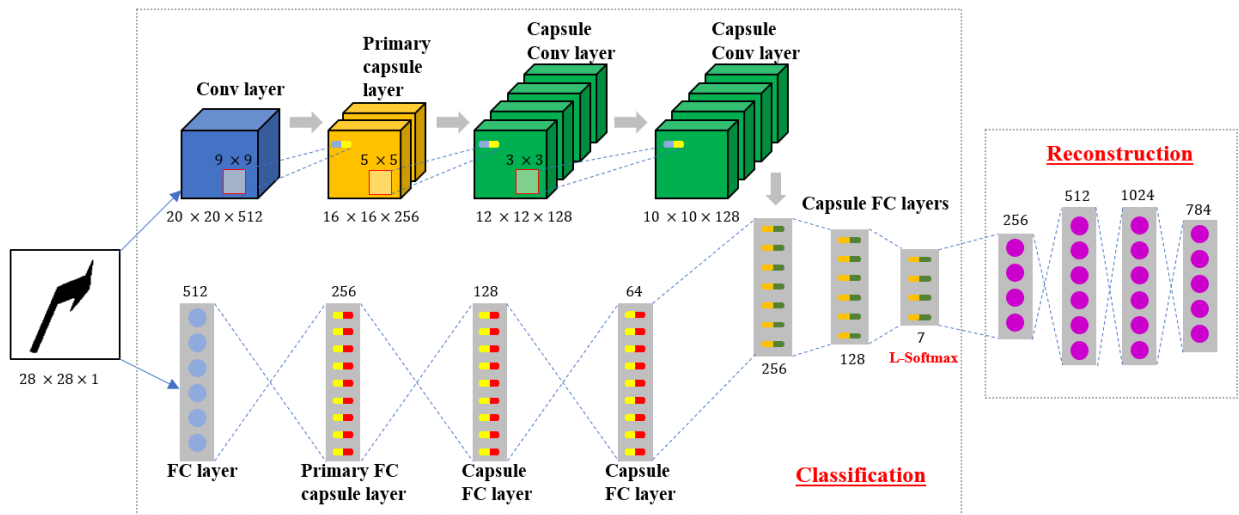 Capsule
Conv layer
Capsule
Conv layer
Primary
capsule
layer
Conv layer
9 × 9
5 × 5
3 × 3
20 × 20 × 512
16 × 16 × 256
12 × 12 × 128
10 × 10 × 128
Reconstruction
Capsule FC layers
256
512
1024
784
28 × 28 × 1
512
256
128
64
256
128
7
L-Softmax
FC layer
Primary FC
capsule layer
Capsule
FC layer
Capsule
FC layer
Classification